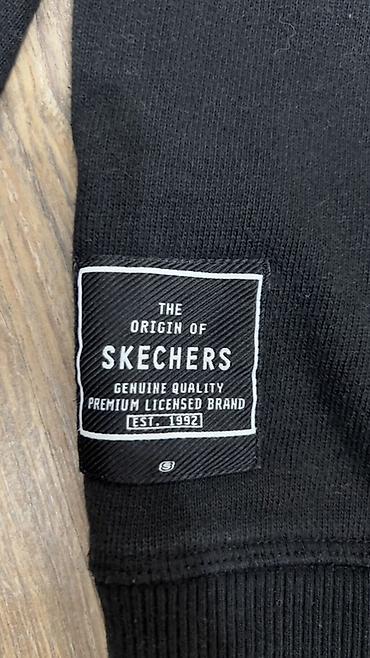 THE
ORIGIN OF
SKECHERS
GENUINE QUALITY
PREMIUM LICENSED BRAND
EST. 1992
S